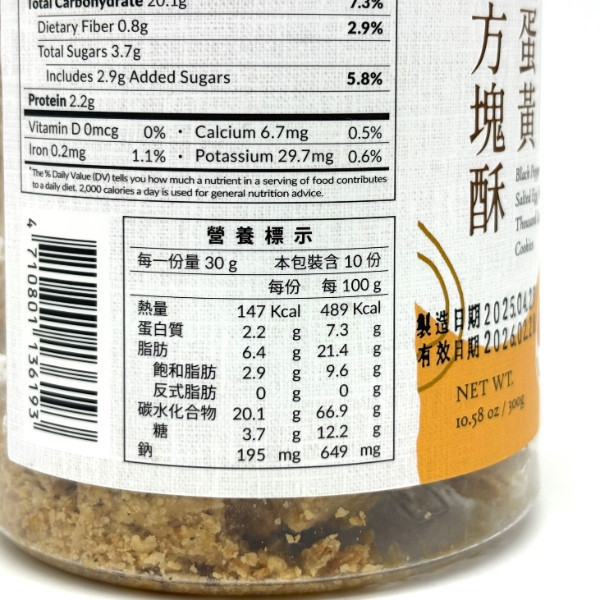 Total Carbohydrate 20.1g 7.3%
Dietary Fiber 0.8g 2.9%
Total Sugars 3.7g
Includes 2.9g Added Sugars 5.8%
Protein 2.2g
Vitamin D 0mcg 0% • Calcium 6.7mg 0.5%
Iron 0.2mg 1.1% • Potassium 29.7mg 0.6%
*The % Daily Value (DV) tells you how much a nutrient in a serving of food contributes
to a daily diet. 2,000 calories a day is used for general nutrition advice.
4 710801 136193
營養標示
每一份量 30 g 本包裝含 10 份
每份 每 100 g
熱量 147 Kcal 489 Kcal
蛋白質 2.2 g 7.3 g
脂肪 6.4 g 21.4 g
飽和脂肪 2.9 g 9.6 g
反式脂肪 0 g 0 g
碳水化合物 20.1 g 66.9 g
糖 3.7 g 12.2 g
鈉 195 mg 649 mg
蛋黃
方塊酥
Black
Salted Egg
Thousand
Cookies
製造日期 2025.04
有效日期 2026.02
NET WT.
10.58 oz / 300g